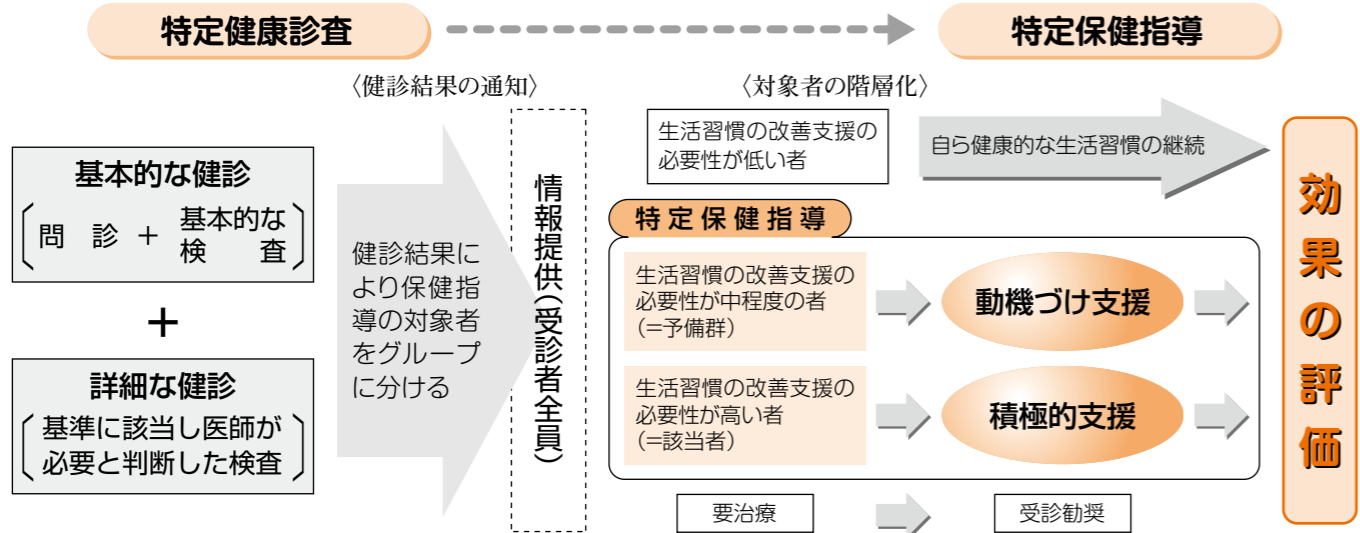 特定健康診査
特定保健指導
〈健診結果の通知〉
〈対象者の階層化〉
基本的な健診
問 診 + 基本的な
検 査
+
詳細な健診
基準に該当し医師が
必要と判断した検査
健診結果に
より保健指
導の対象者
をグループ
に分ける
情報提供(受診者全員)
生活習慣の改善支援の
必要性が低い者
自ら健康的な生活習慣の継続
特定保健指導
生活習慣の改善支援の
必要性が中程度の者
(=予備群)
動機づけ支援
生活習慣の改善支援の
必要性が高い者
(=該当者)
積極的支援
要治療
受診勧奨
効果の評価